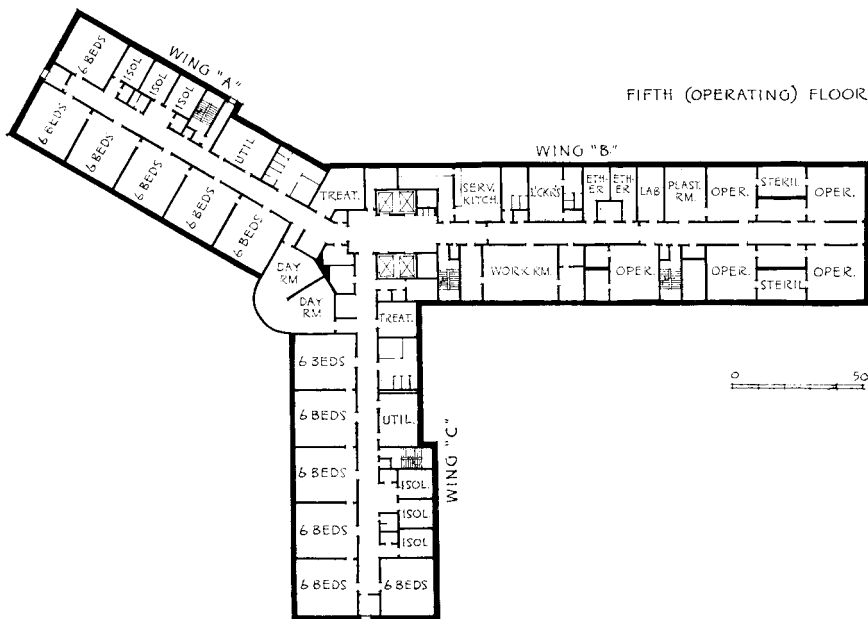 FIFTH (OPERATING) FLOOR
WING "A"
6 BEDS
ISOL
ISOL
ISOL
UTIL
6 BEDS
6 BEDS
6 BEDS
6 BEDS
6 BEDS
DAY
RM
DAY
RM
TREAT.
WING "B"
SERV.
KITCH.
L'CK'RS
ETH-
ER
ETH-
ER
LAB
PLAST.
RM.
OPER.
STERIL
OPER.
WORK RM.
OPER.
OPER.
STERIL
OPER.
0 50
TREAT.
6 BEDS
6 BEDS
UTIL.
WING "C"
6 BEDS
ISOL.
6 BEDS
ISOL
ISOL
6 BEDS
6 BEDS